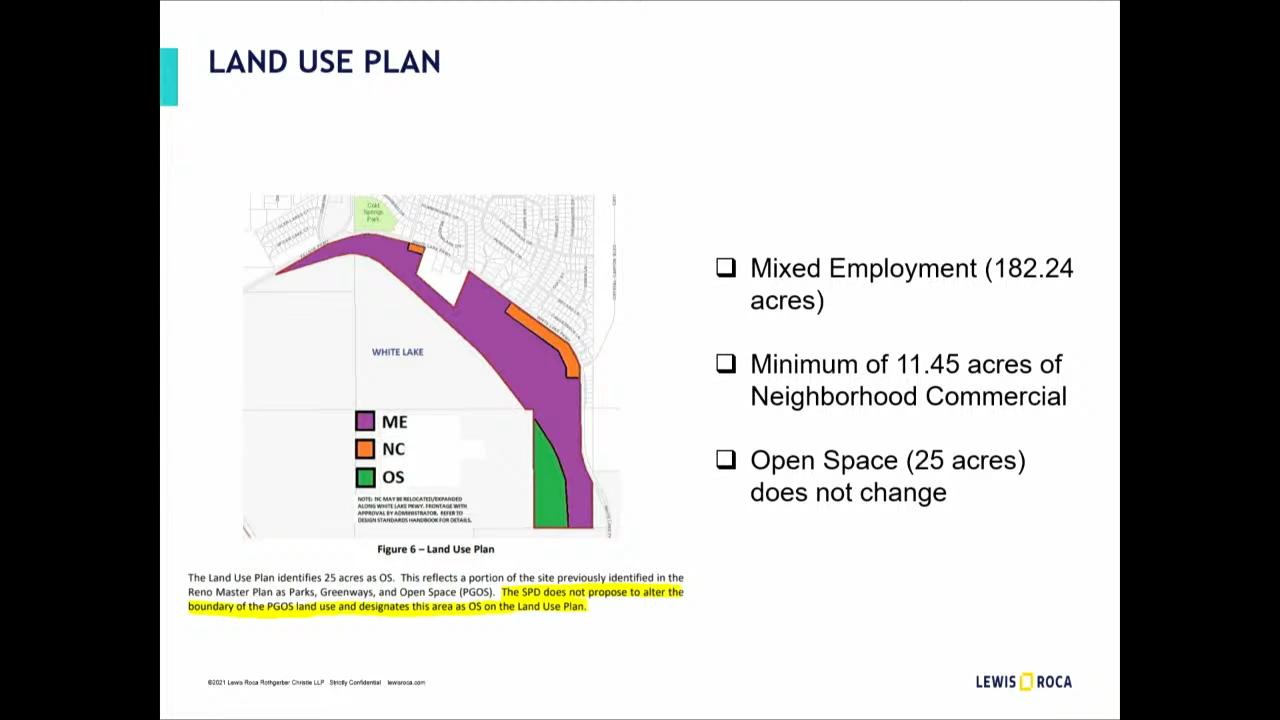 LAND USE PLAN
Cold
Springs
Park
WHITE LAKE
ME
NC
OS
NOTE: NC MAY BE RELOCATED/EXPANDED
ALONG WHITE LAKE PKWY. FRONTAGE WITH
APPROVAL BY ADMINISTRATOR. REFER TO
DESIGN STANDARDS HANDBOOK FOR DETAILS.
Figure 6 – Land Use Plan
The Land Use Plan identifies 25 acres as OS. This reflects a portion of the site previously identified in the
Reno Master Plan as Parks, Greenways, and Open Space (PGOS). The SPD does not propose to alter the
boundary of the PGOS land use and designates this area as OS on the Land Use Plan.
Mixed Employment (182.24
acres)
Minimum of 11.45 acres of
Neighborhood Commercial
Open Space (25 acres)
does not change
©2021 Lewis Roca Rothgerber Christie LLP Strictly Confidential lewisroca.com
LEWIS ROCA